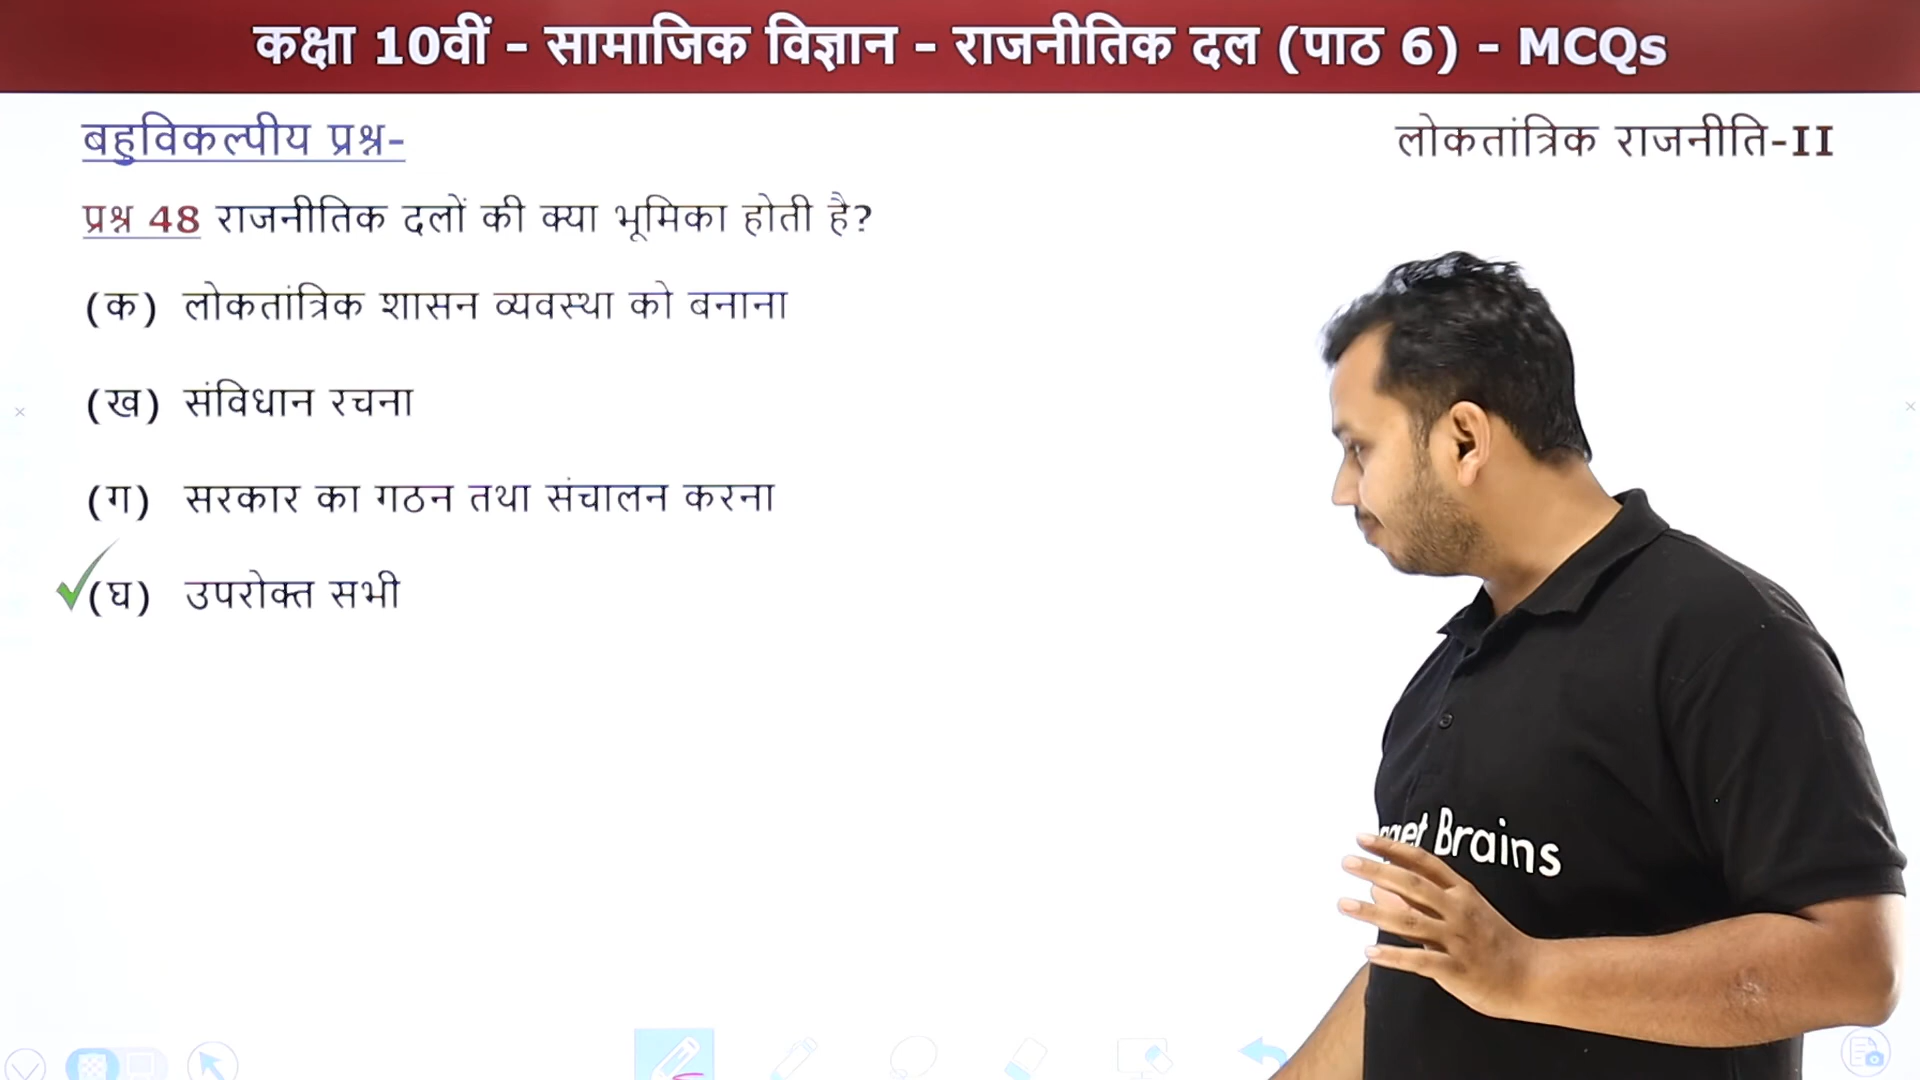 कक्षा 10वीं - सामाजिक विज्ञान - राजनीतिक दल (पाठ 6) - MCQs
बहुविकल्पीय प्रश्न-
लोकतांत्रिक राजनीति-II
प्रश्न 48 राजनीतिक दलों की क्या भूमिका होती है?
(क) लोकतांत्रिक शासन व्यवस्था को बनाना
(ख) संविधान रचना
(ग) सरकार का गठन तथा संचालन करना
(घ) उपरोक्त सभी
Brains